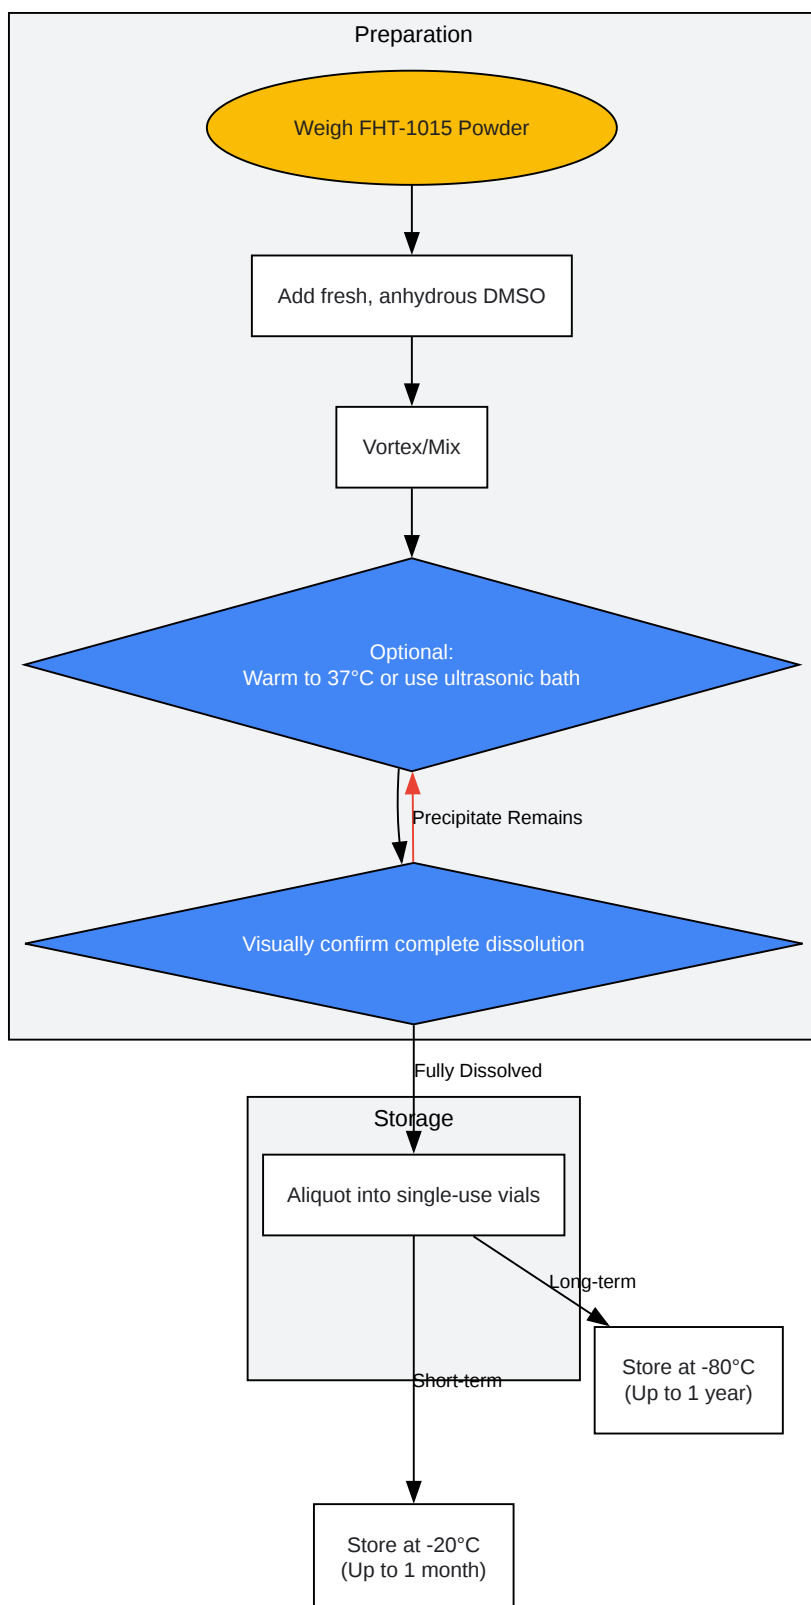 Preparation
Weigh FHT-1015 Powder
Add fresh, anhydrous DMSO
Vortex/Mix
Optional:
Warm to 37°C or use ultrasonic bath
Precipitate Remains
Visually confirm complete dissolution
Fully Dissolved
Storage
Aliquot into single-use vials
Long-term
Store at -80°C
(Up to 1 year)
Short-term
Store at -20°C
(Up to 1 month)